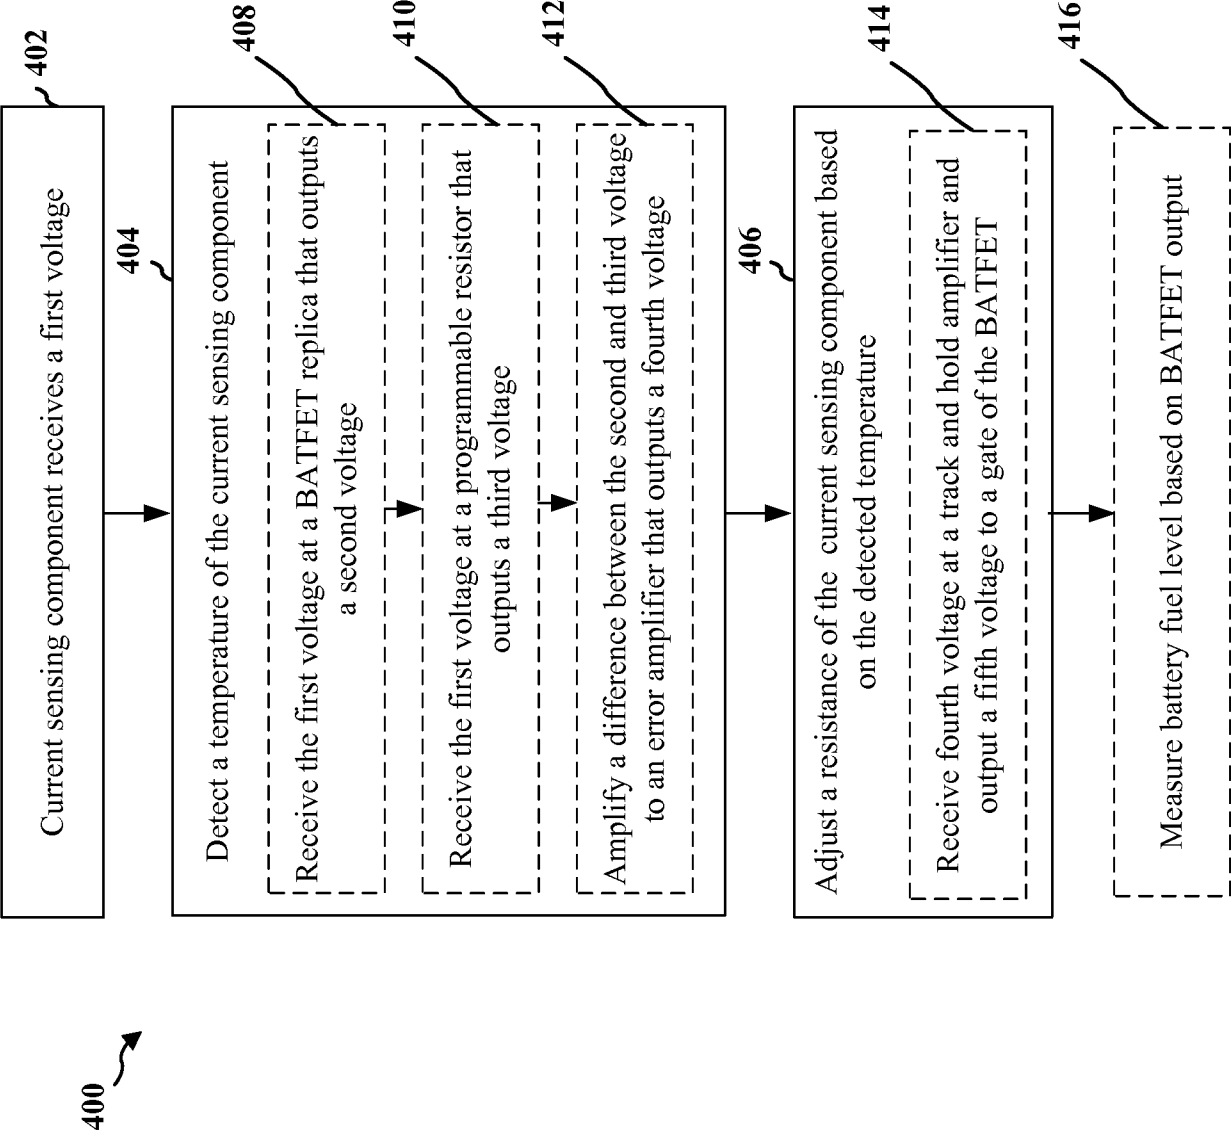 400
402
Current sensing component receives a first voltage
404
Detect a temperature of the current sensing component
408
Receive the first voltage at a BATFET replica that outputs
a second voltage
410
Receive the first voltage at a programmable resistor that
outputs a third voltage
412
Amplify a difference between the second and third voltage
to an error amplifier that outputs a fourth voltage
406
Adjust a resistance of the current sensing component based
on the detected temperature
414
Receive fourth voltage at a track and hold amplifier and
output a fifth voltage to a gate of the BATFET
416
Measure battery fuel level based on BATFET output